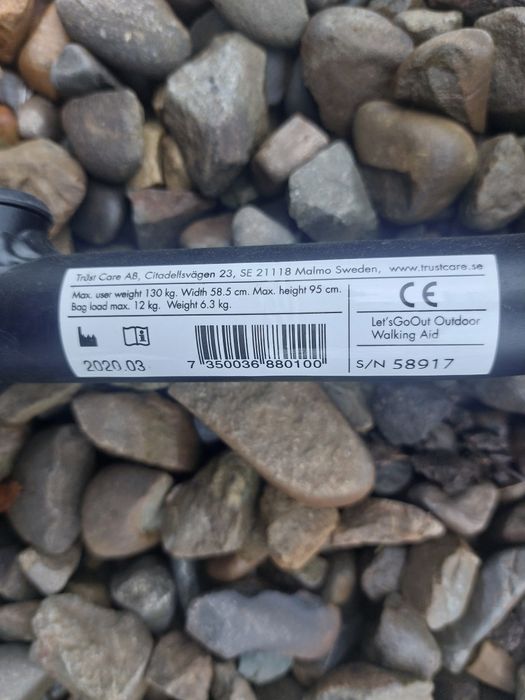 Trüst Care AB, Citadellsvägen 23, SE 21118 Malmo Sweden, www.trustcare.se
Max. user weight 130 kg. Width 58.5 cm. Max. height 95 cm.
Bag load max. 12 kg. Weight 6.3 kg.
CE
Let'sGoOut Outdoor
Walking Aid
i
2020.03
7 350036 880100
S/N 58917